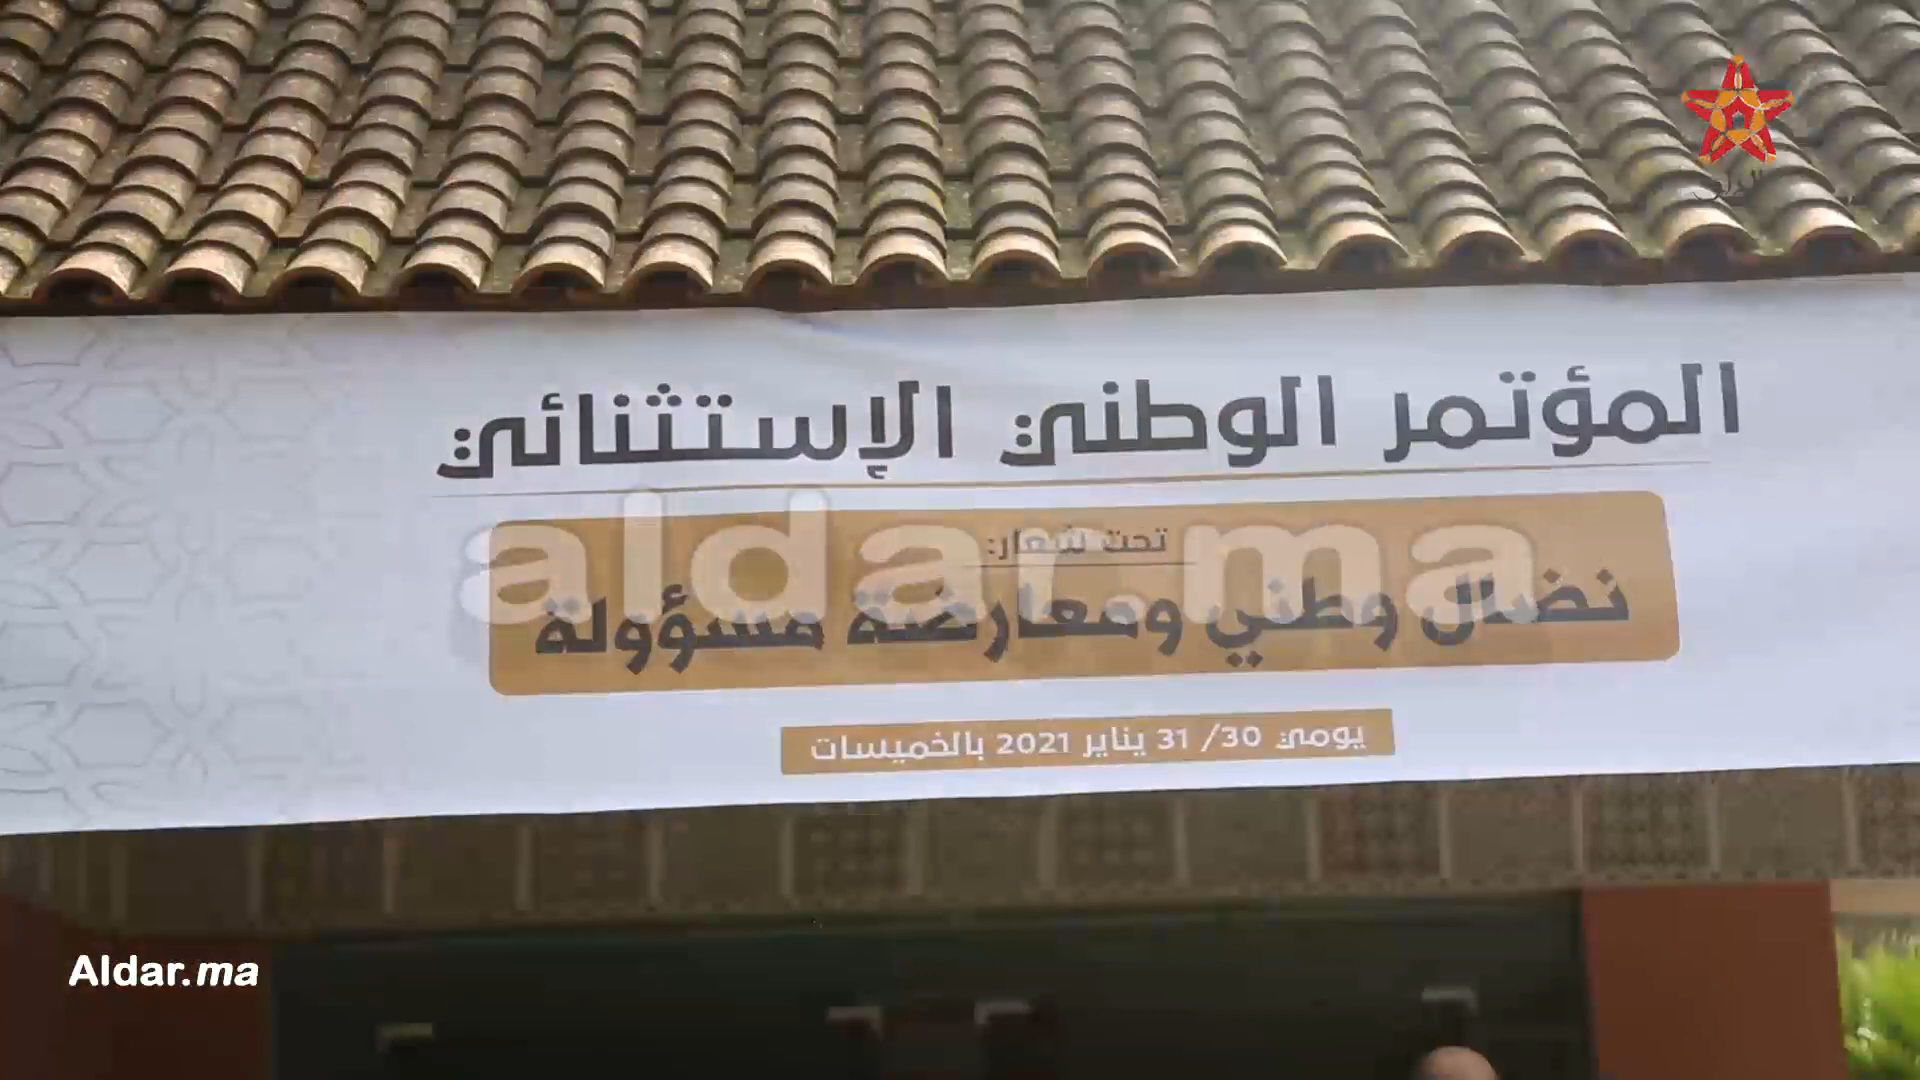 المؤتمر الوطني الإستثنائي
تحت شعار:
aldar.ma
نضال وطني ومعارضة مسؤولة
يومي 30/ 31 يناير 2021 بالخميسات
Aldar.ma